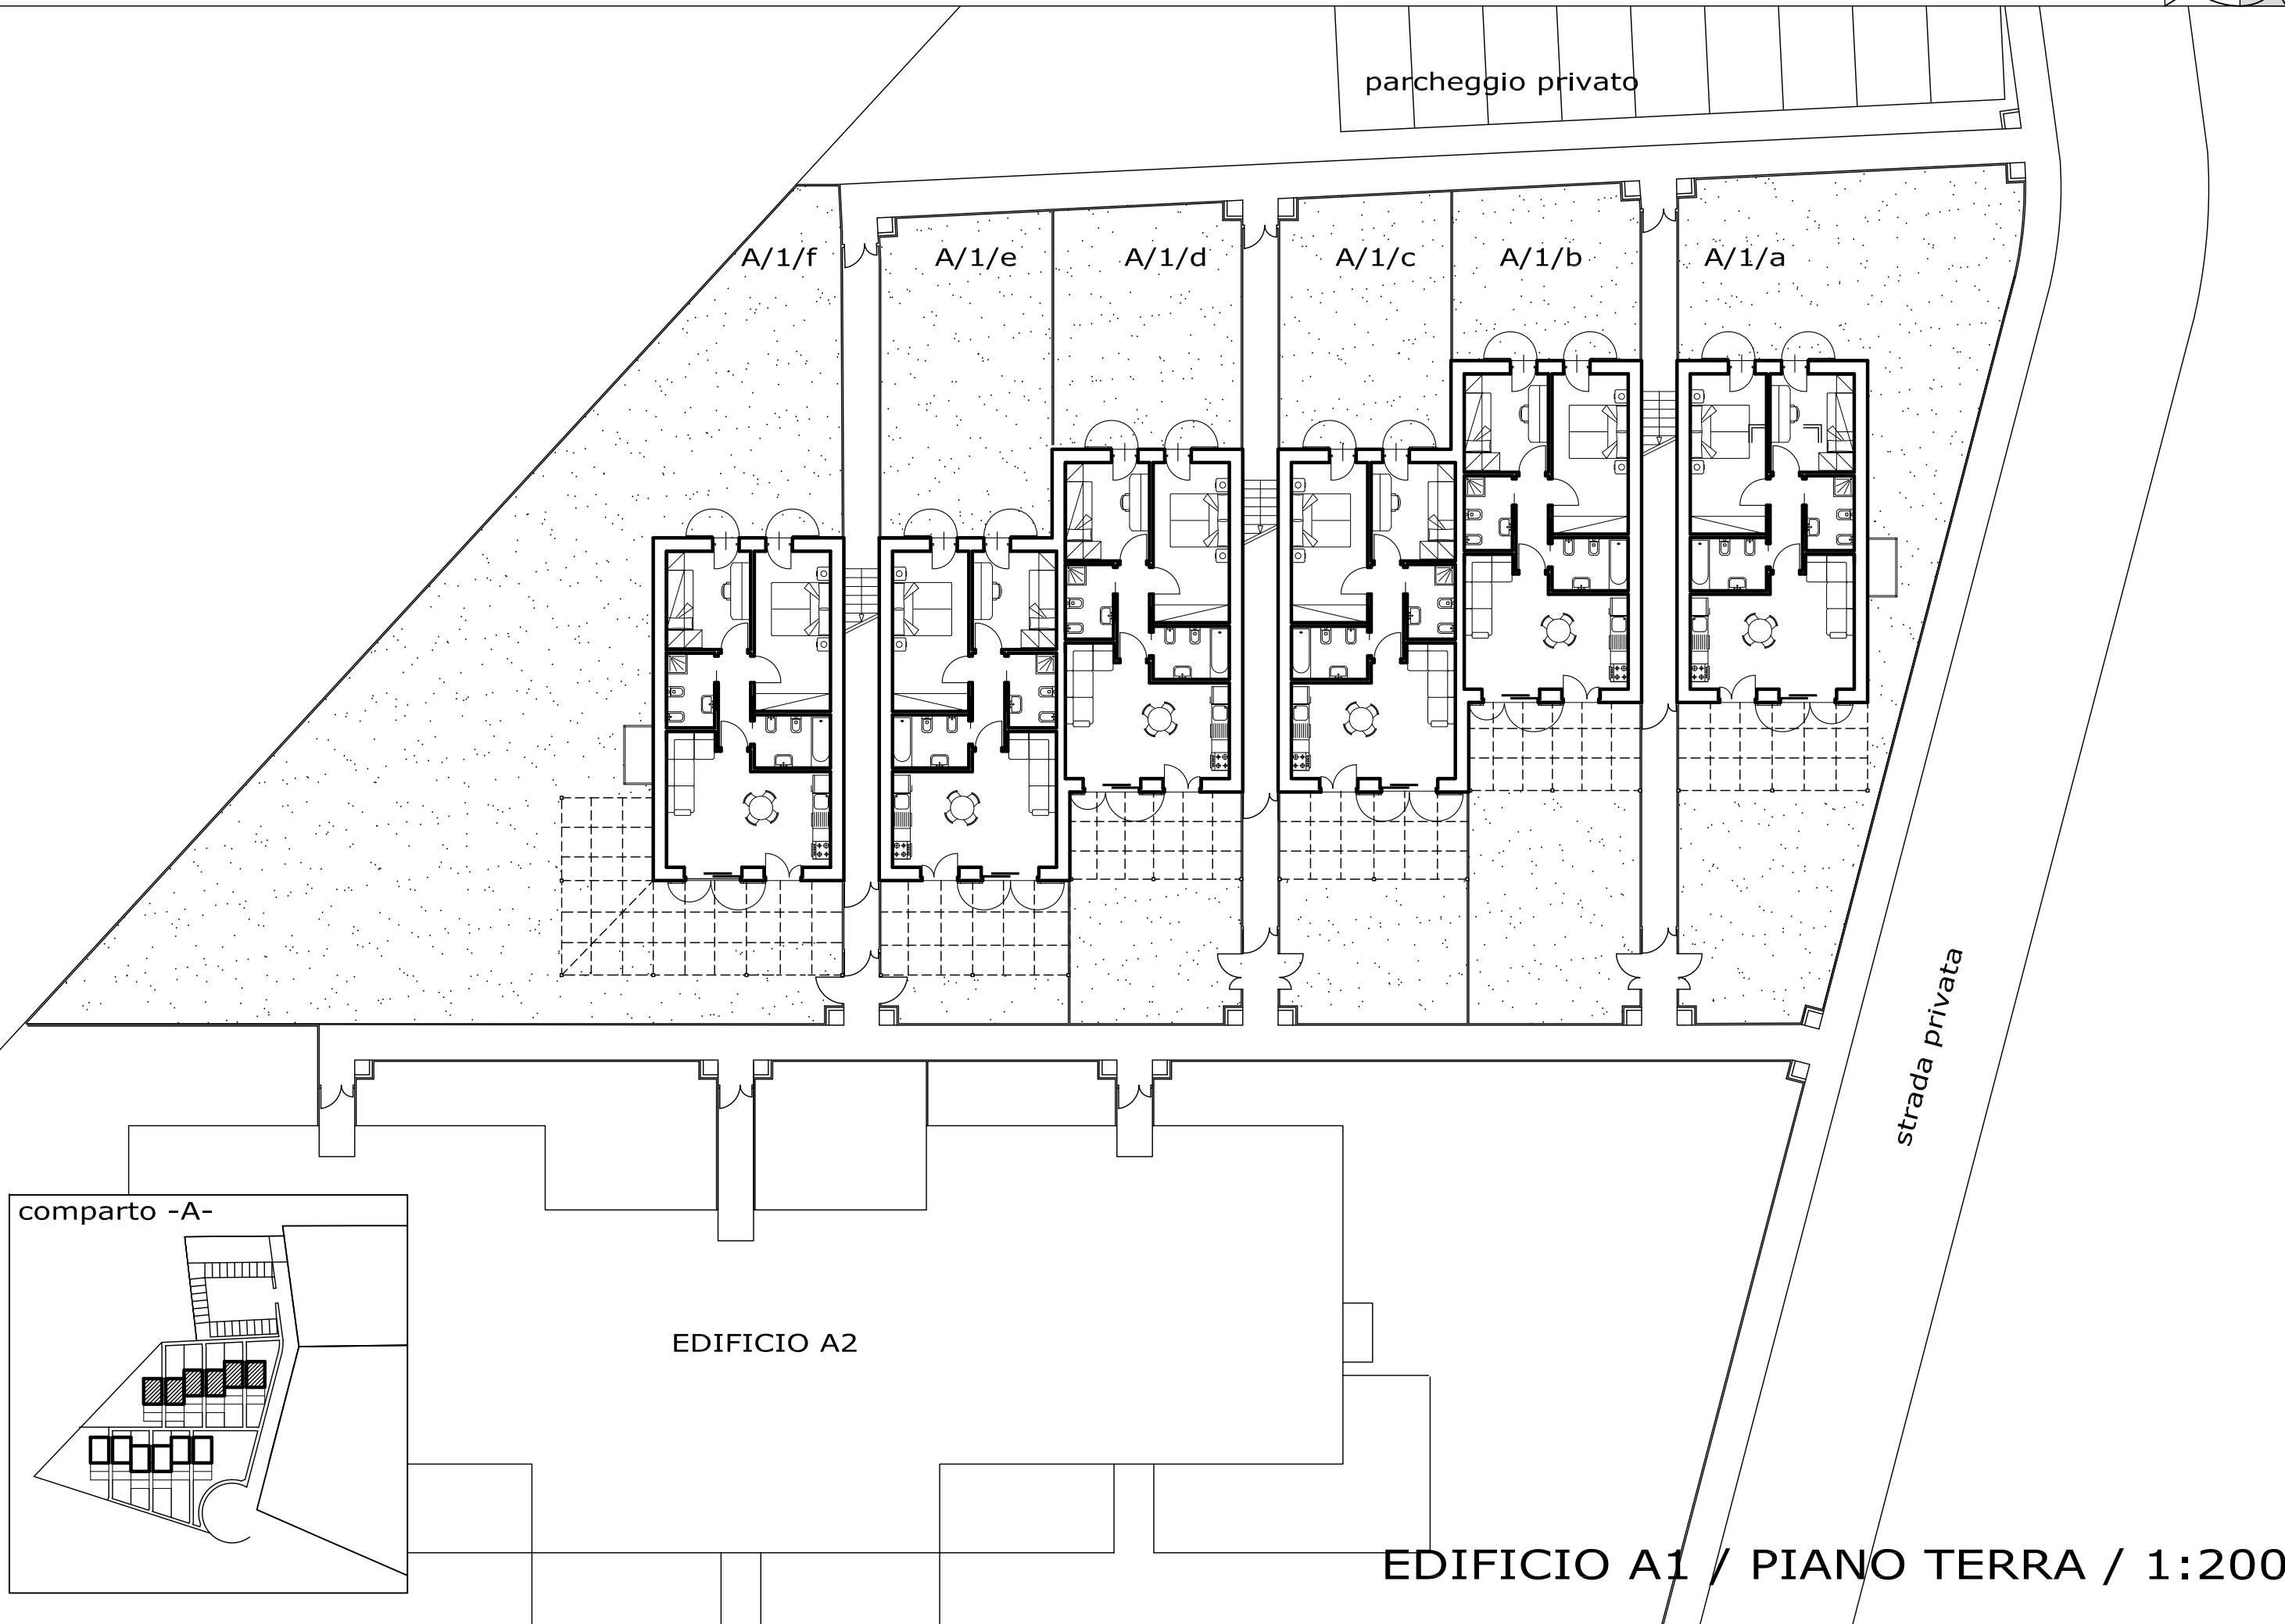 parcheggio privato
A/1/f
A/1/e
A/1/d
A/1/c
A/1/b
A/1/a
strada privata
comparto -A-
EDIFICIO A2
EDIFICIO A1 / PIANO TERRA / 1:200